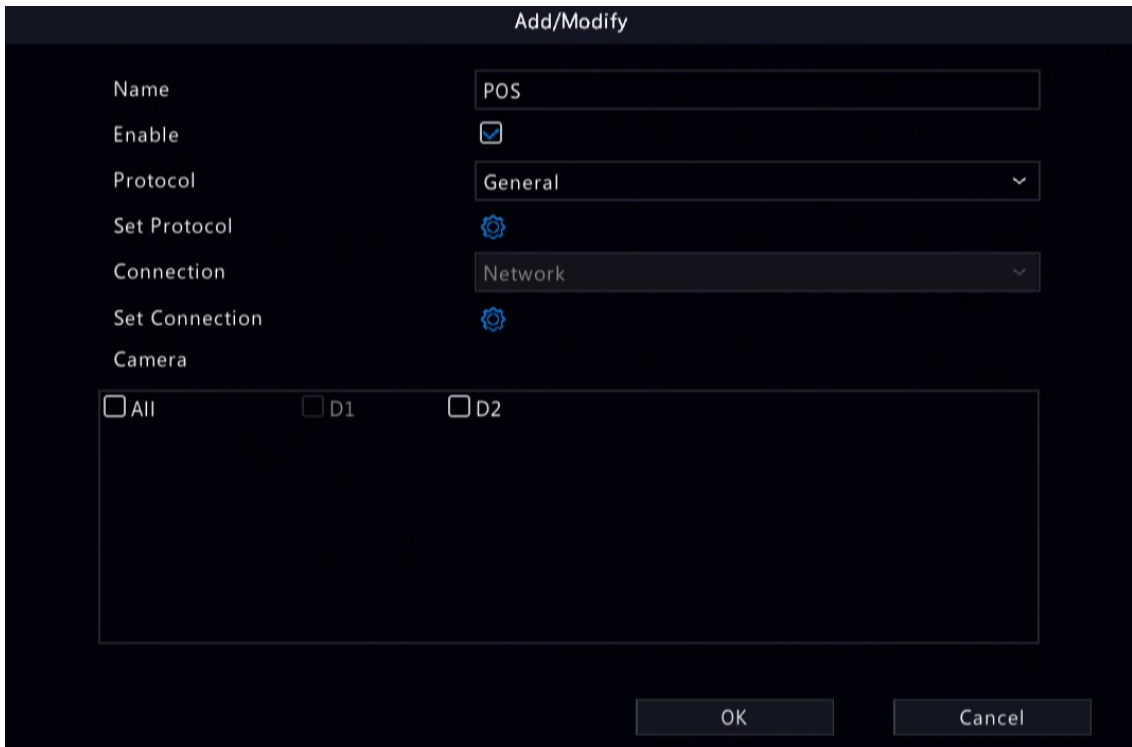 Add/Modify
Name POS
Enable
Protocol General
Set Protocol
Connection Network
Set Connection
Camera
All D1 D2
OK Cancel